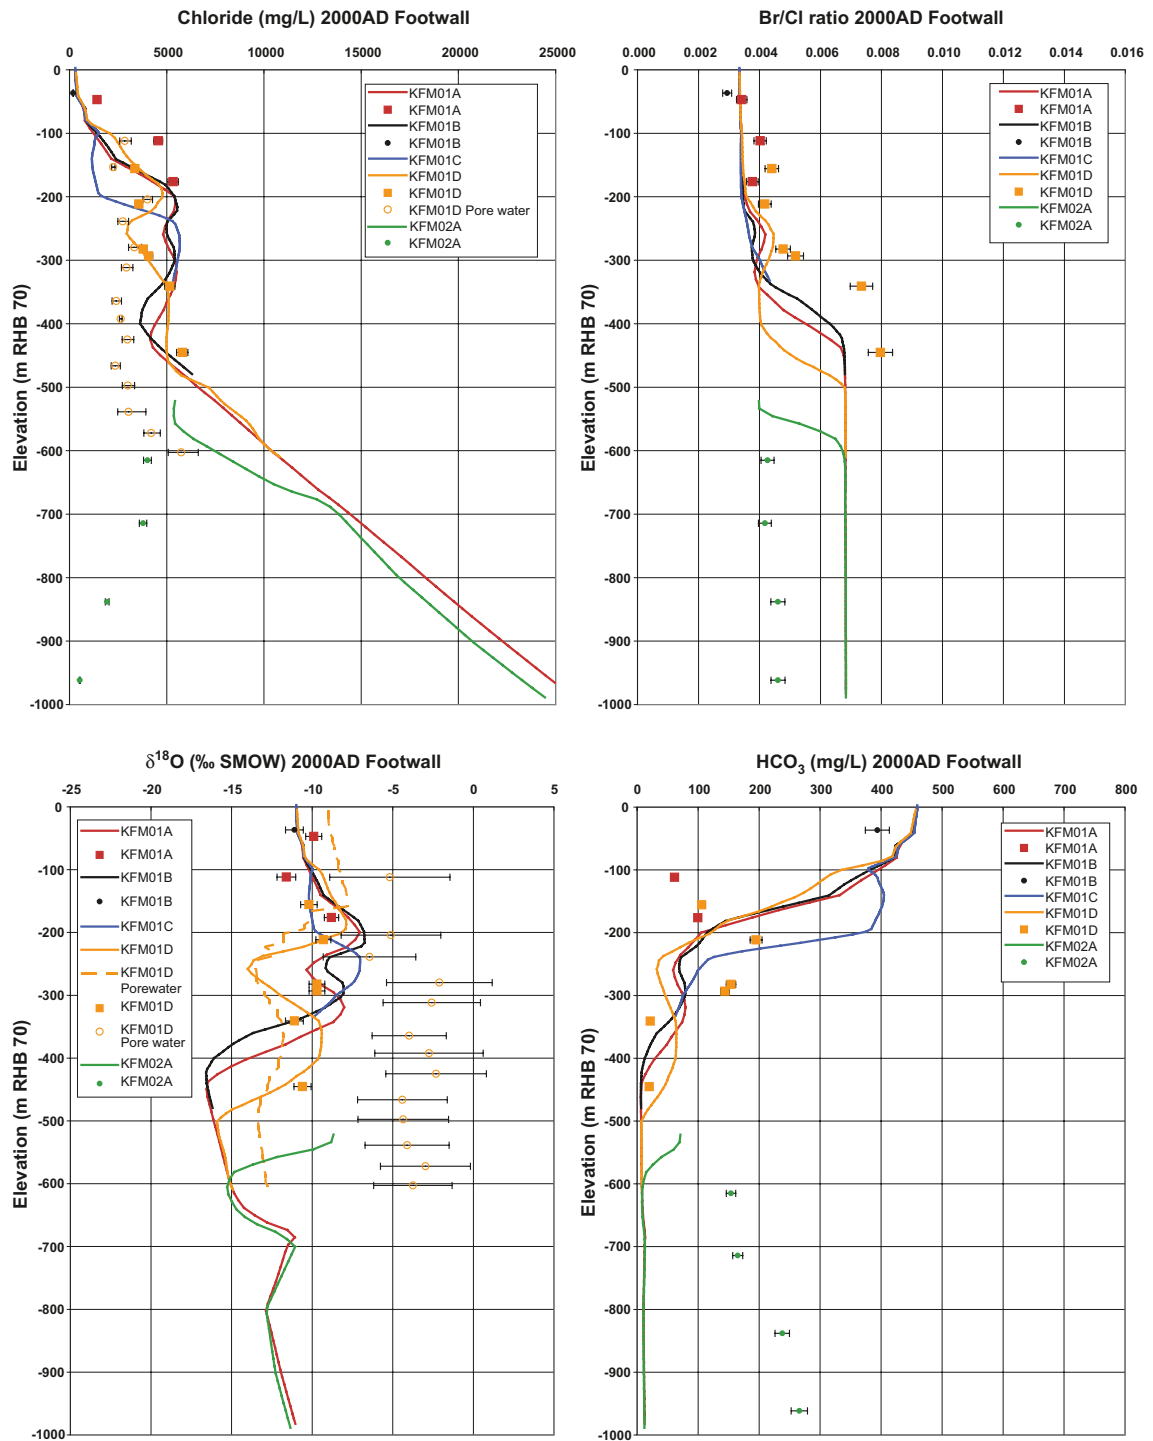 Chloride (mg/L) 2000AD Footwall
0 5000 10000 15000 20000 25000
0
-100
-200
-300
-400
-500
-600
-700
-800
-900
-1000
Elevation (m RHB 70)
KFM01A
KFM01A
KFM01B
KFM01B
KFM01C
KFM01D
KFM01D
KFM01D Pore water
KFM02A
KFM02A
Br/Cl ratio 2000AD Footwall
0.000 0.002 0.004 0.006 0.008 0.010 0.012 0.014 0.016
0
-100
-200
-300
-400
-500
-600
-700
-800
-900
-1000
Elevation (m RHB 70)
KFM01A
KFM01A
KFM01B
KFM01B
KFM01C
KFM01D
KFM01D
KFM02A
KFM02A
δ¹⁸O (‰ SMOW) 2000AD Footwall
-25 -20 -15 -10 -5 0 5
0
-100
-200
-300
-400
-500
-600
-700
-800
-900
-1000
Elevation (m RHB 70)
KFM01A
KFM01A
KFM01B
KFM01B
KFM01C
KFM01D
KFM01D
Porewater
KFM01D
KFM01D
Pore water
KFM02A
KFM02A
HCO₃ (mg/L) 2000AD Footwall
0 100 200 300 400 500 600 700 800
0
-100
-200
-300
-400
-500
-600
-700
-800
-900
-1000
Elevation (m RHB 70)
KFM01A
KFM01A
KFM01B
KFM01B
KFM01C
KFM01D
KFM01D
KFM02A
KFM02A